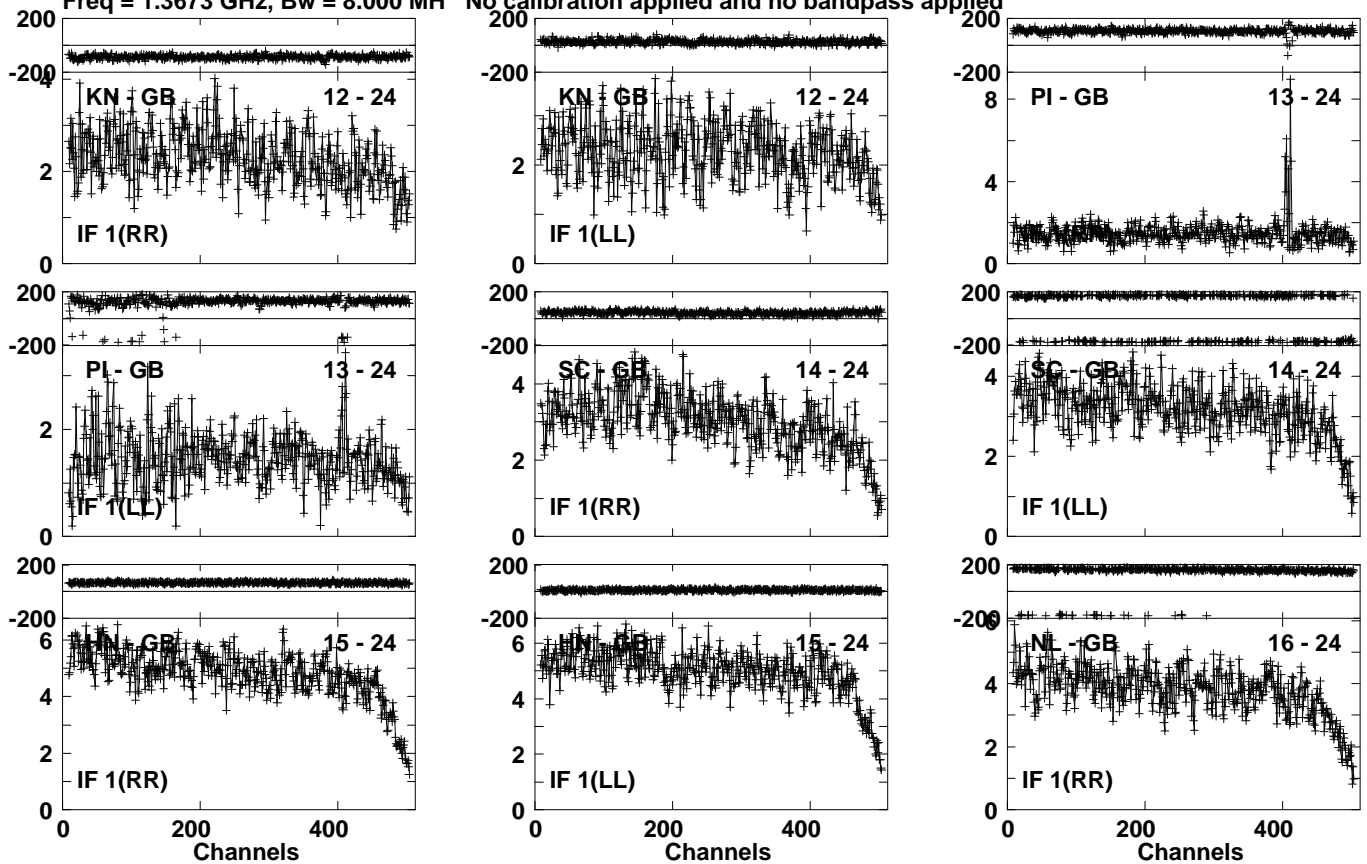 Freq = 1.3673 GHz, Bw = 8.000 MH No calibration applied and no bandpass applied
200
-200
4
2
0
KN - GB
12 - 24
IF 1(RR)
2
0
KN - GB
12 - 24
IF 1(LL)
200
-200
8
4
0
PI - GB
13 - 24
200
-200
2
0
PI - GB
13 - 24
IF 1(LL)
4
2
0
SC - GB
14 - 24
IF 1(RR)
200
-200
4
2
0
SC - GB
14 - 24
IF 1(LL)
200
-200
6
4
2
0
HN - GB
15 - 24
IF 1(RR)
6
4
2
0
HN - GB
15 - 24
IF 1(LL)
200
-200
6
4
2
0
NL - GB
16 - 24
IF 1(RR)
0 200 400
Channels
0 200 400
Channels
0 200 400
Channels